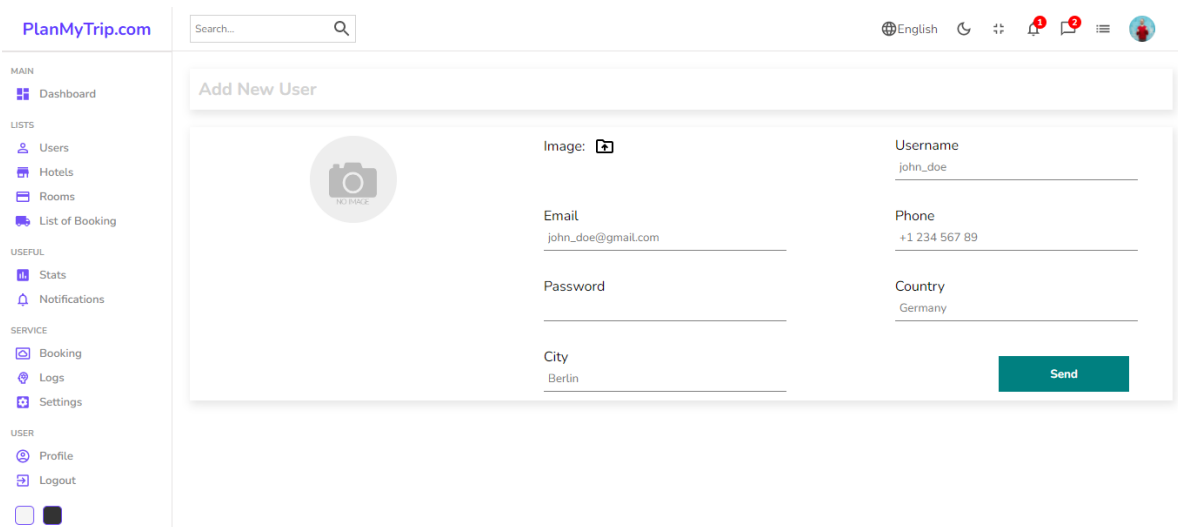 PlanMyTrip.com
Search...
English
1
2
MAIN
Dashboard
LISTS
Users
Hotels
Rooms
List of Booking
USEFUL
Stats
Notifications
SERVICE
Booking
Logs
Settings
USER
Profile
Logout
Add New User
NO IMAGE
Image:
Username
john_doe
Email
john_doe@gmail.com
Phone
+1 234 567 89
Password
Country
Germany
City
Berlin
Send